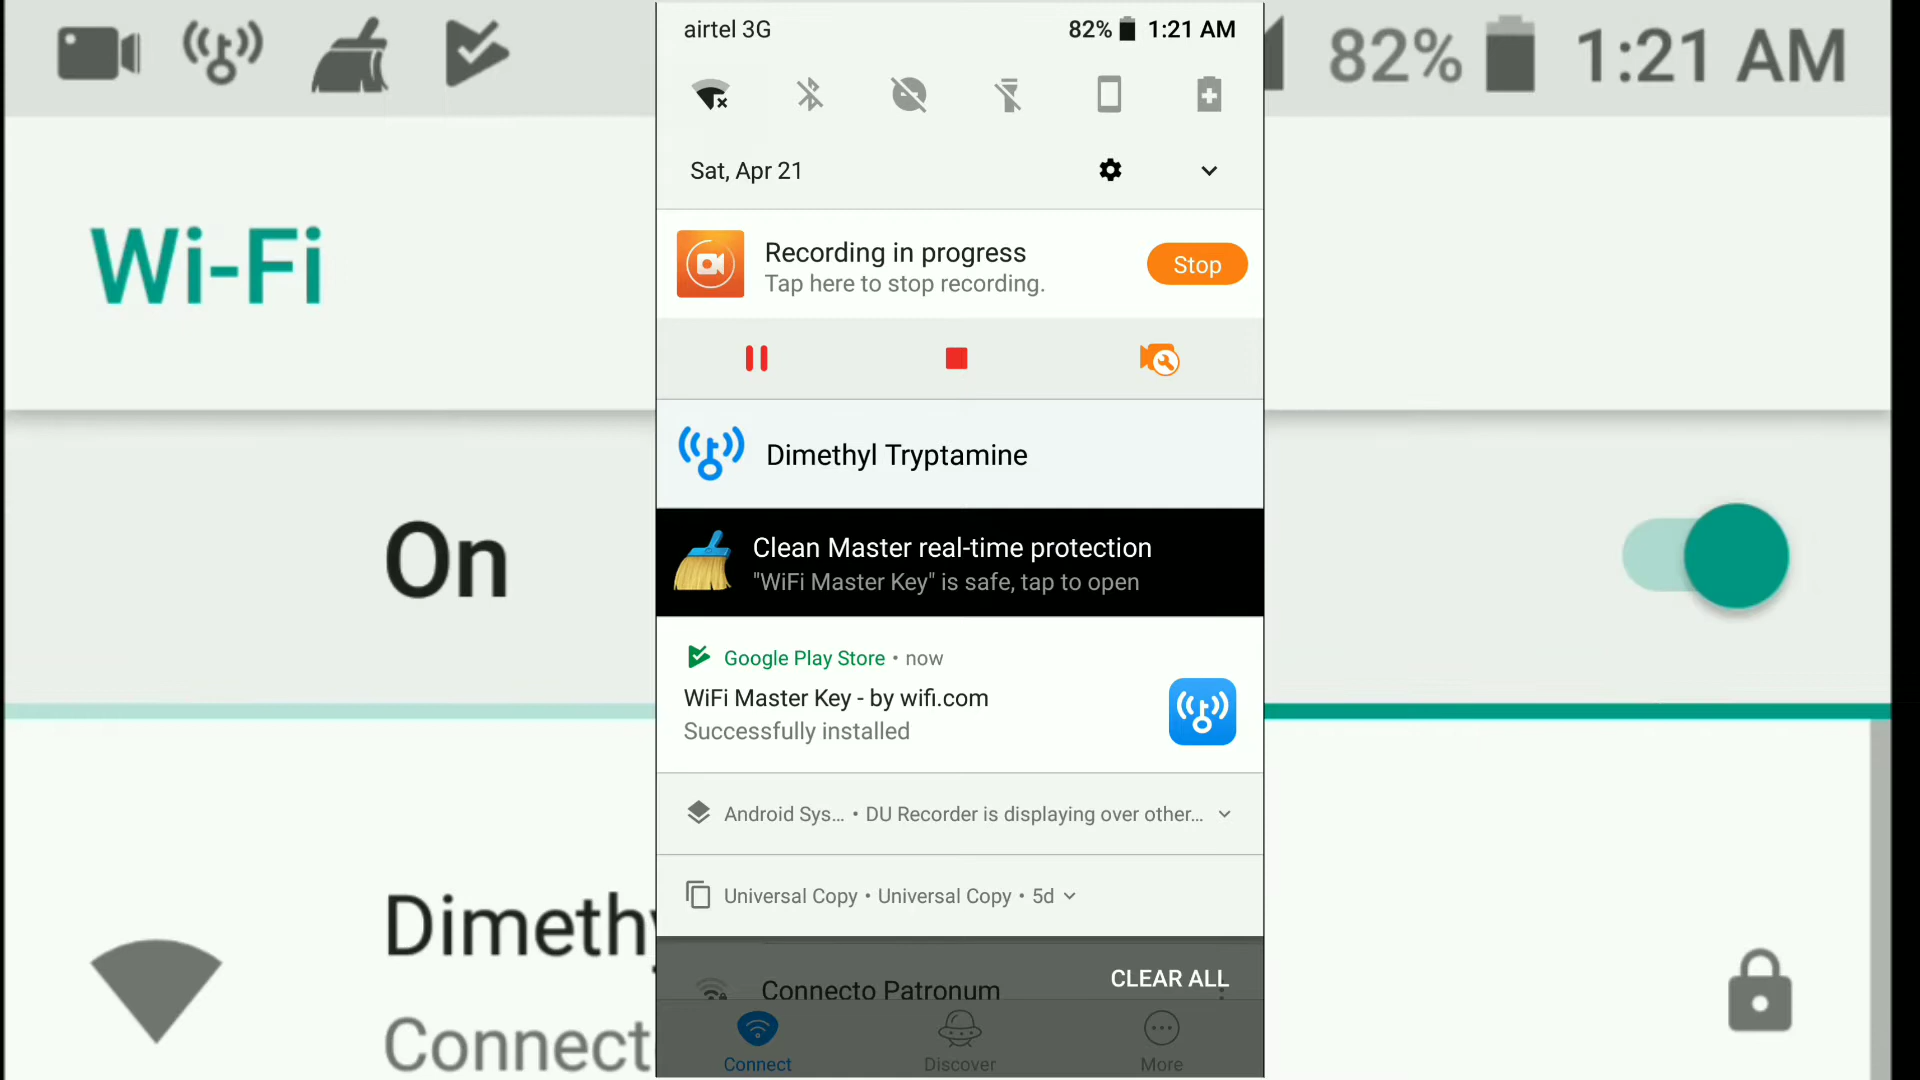 82% 1:21 AM
Wi-Fi
On
Dimethy
Connect
airtel 3G 82% 1:21 AM
Sat, Apr 21
Recording in progress
Tap here to stop recording.
Stop
Dimethyl Tryptamine
Clean Master real-time protection
"WiFi Master Key" is safe, tap to open
Google Play Store • now
WiFi Master Key - by wifi.com
Successfully installed
Android Sys... • DU Recorder is displaying over other...
Universal Copy • Universal Copy • 5d
CLEAR ALL
Connecto Patronum
Connect Discover More